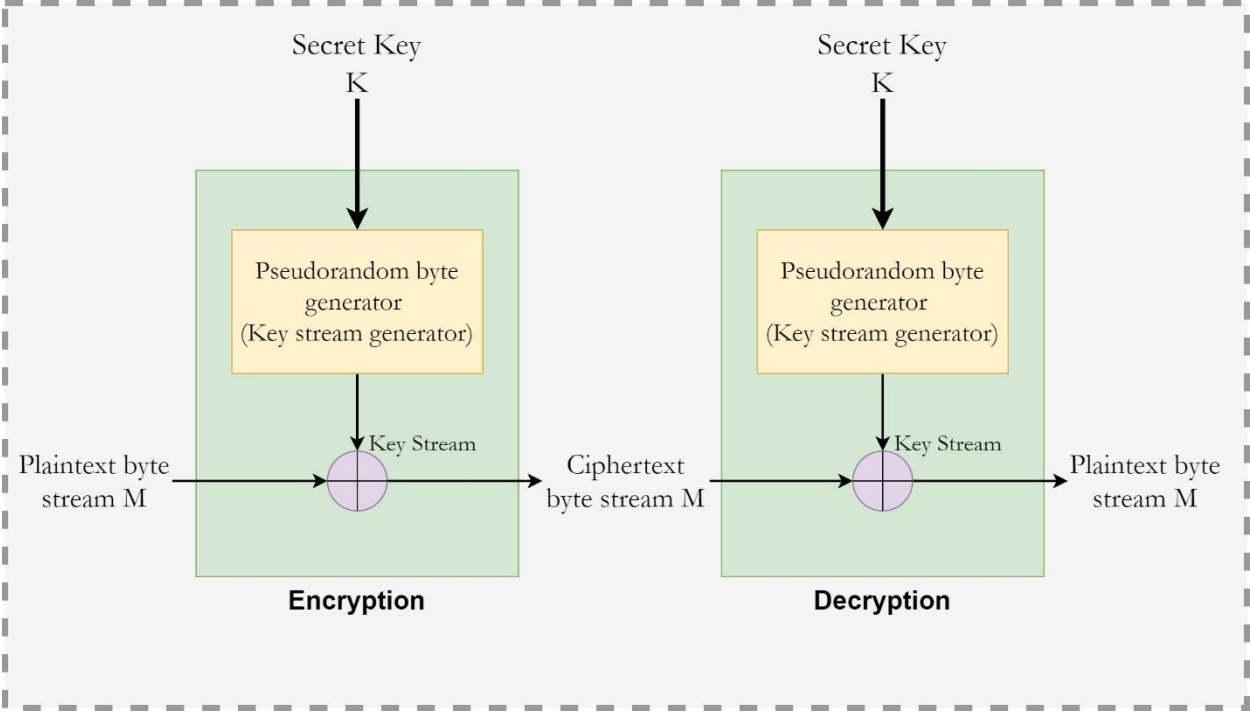 Secret Key
K
Pseudorandom byte
generator
(Key stream generator)
Key Stream
Plaintext byte
stream M
Encryption
Ciphertext
byte stream M
Secret Key
K
Pseudorandom byte
generator
(Key stream generator)
Key Stream
Plaintext byte
stream M
Decryption